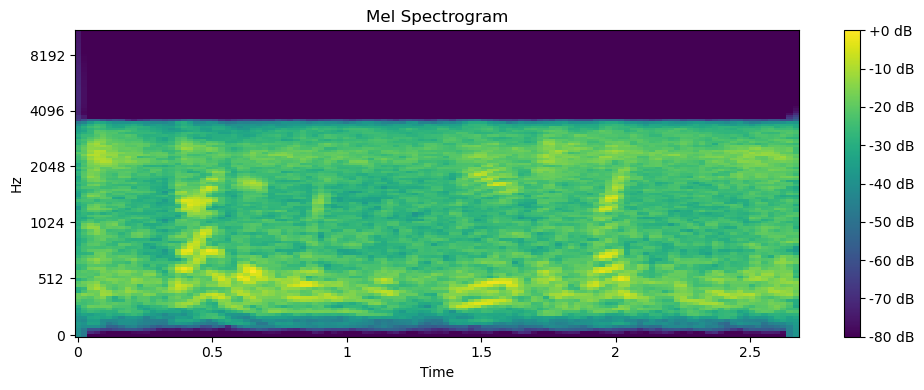 Mel Spectrogram
Hz
8192
4096
2048
1024
512
0
0
0.5
1
1.5
2
2.5
Time
+0 dB
-10 dB
-20 dB
-30 dB
-40 dB
-50 dB
-60 dB
-70 dB
-80 dB